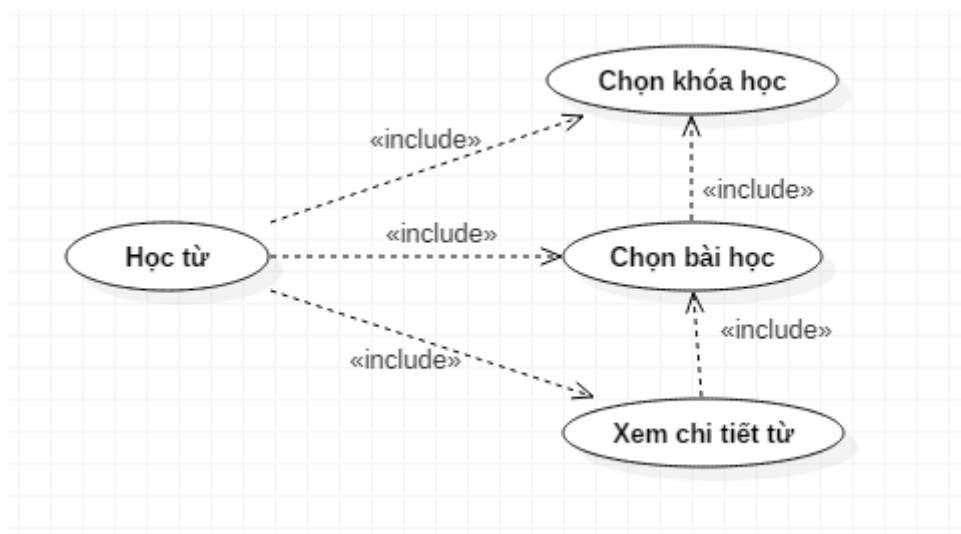 Chọn khóa học
«include»
«include»
«include»
Học từ
Chọn bài học
«include»
«include»
Xem chi tiết từ